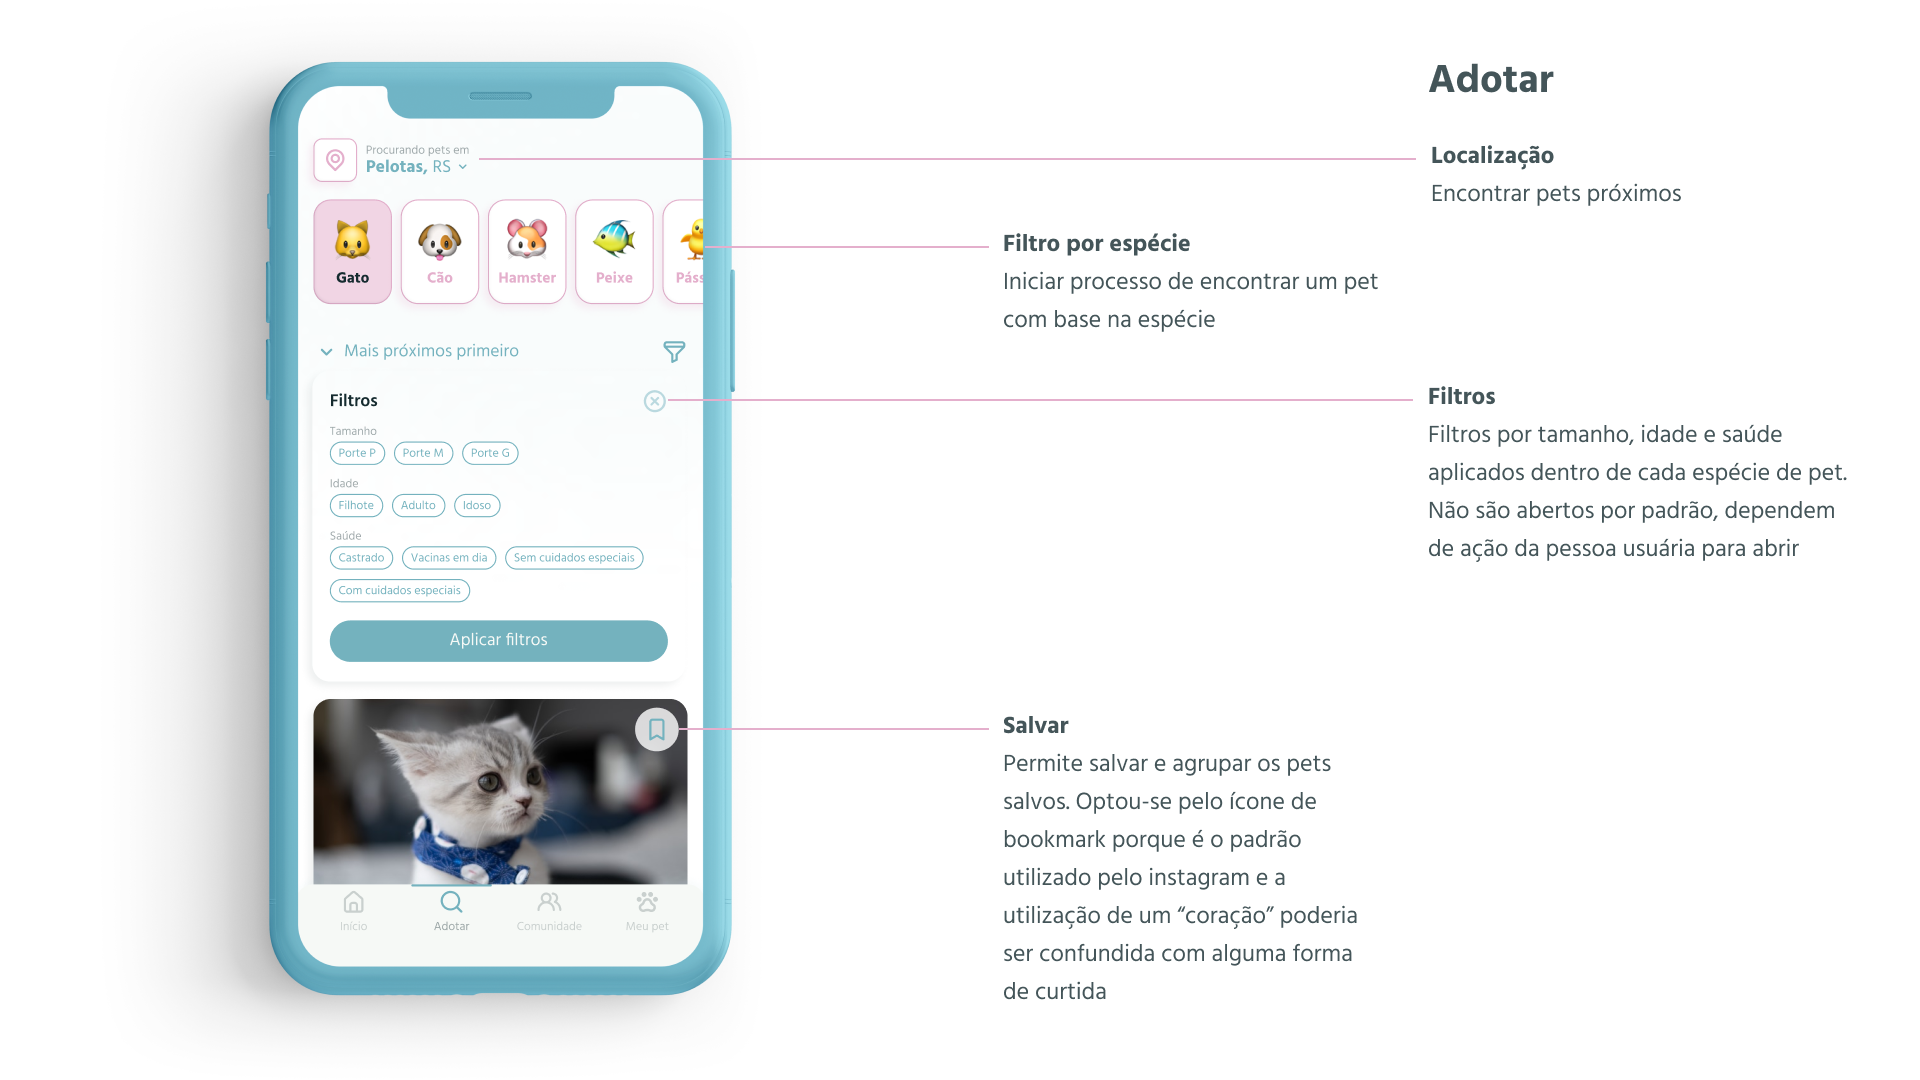 Procurando pets em
Pelotas, RS
Gato
Cão
Hamster
Peixe
Páss
Mais próximos primeiro
Filtros
Tamanho
Porte P
Porte M
Porte G
Idade
Filhote
Adulto
Idoso
Saúde
Castrado
Vacinas em dia
Sem cuidados especiais
Com cuidados especiais
Aplicar filtros
Início
Adotar
Comunidade
Meu pet
Adotar
Localização
Encontrar pets próximos
Filtro por espécie
Iniciar processo de encontrar um pet
com base na espécie
Filtros
Filtros por tamanho, idade e saúde
aplicados dentro de cada espécie de pet.
Não são abertos por padrão, dependem
de ação da pessoa usuária para abrir
Salvar
Permite salvar e agrupar os pets
salvos. Optou-se pelo ícone de
bookmark porque é o padrão
utilizado pelo instagram e a
utilização de um “coração” poderia
ser confundida com alguma forma
de curtida